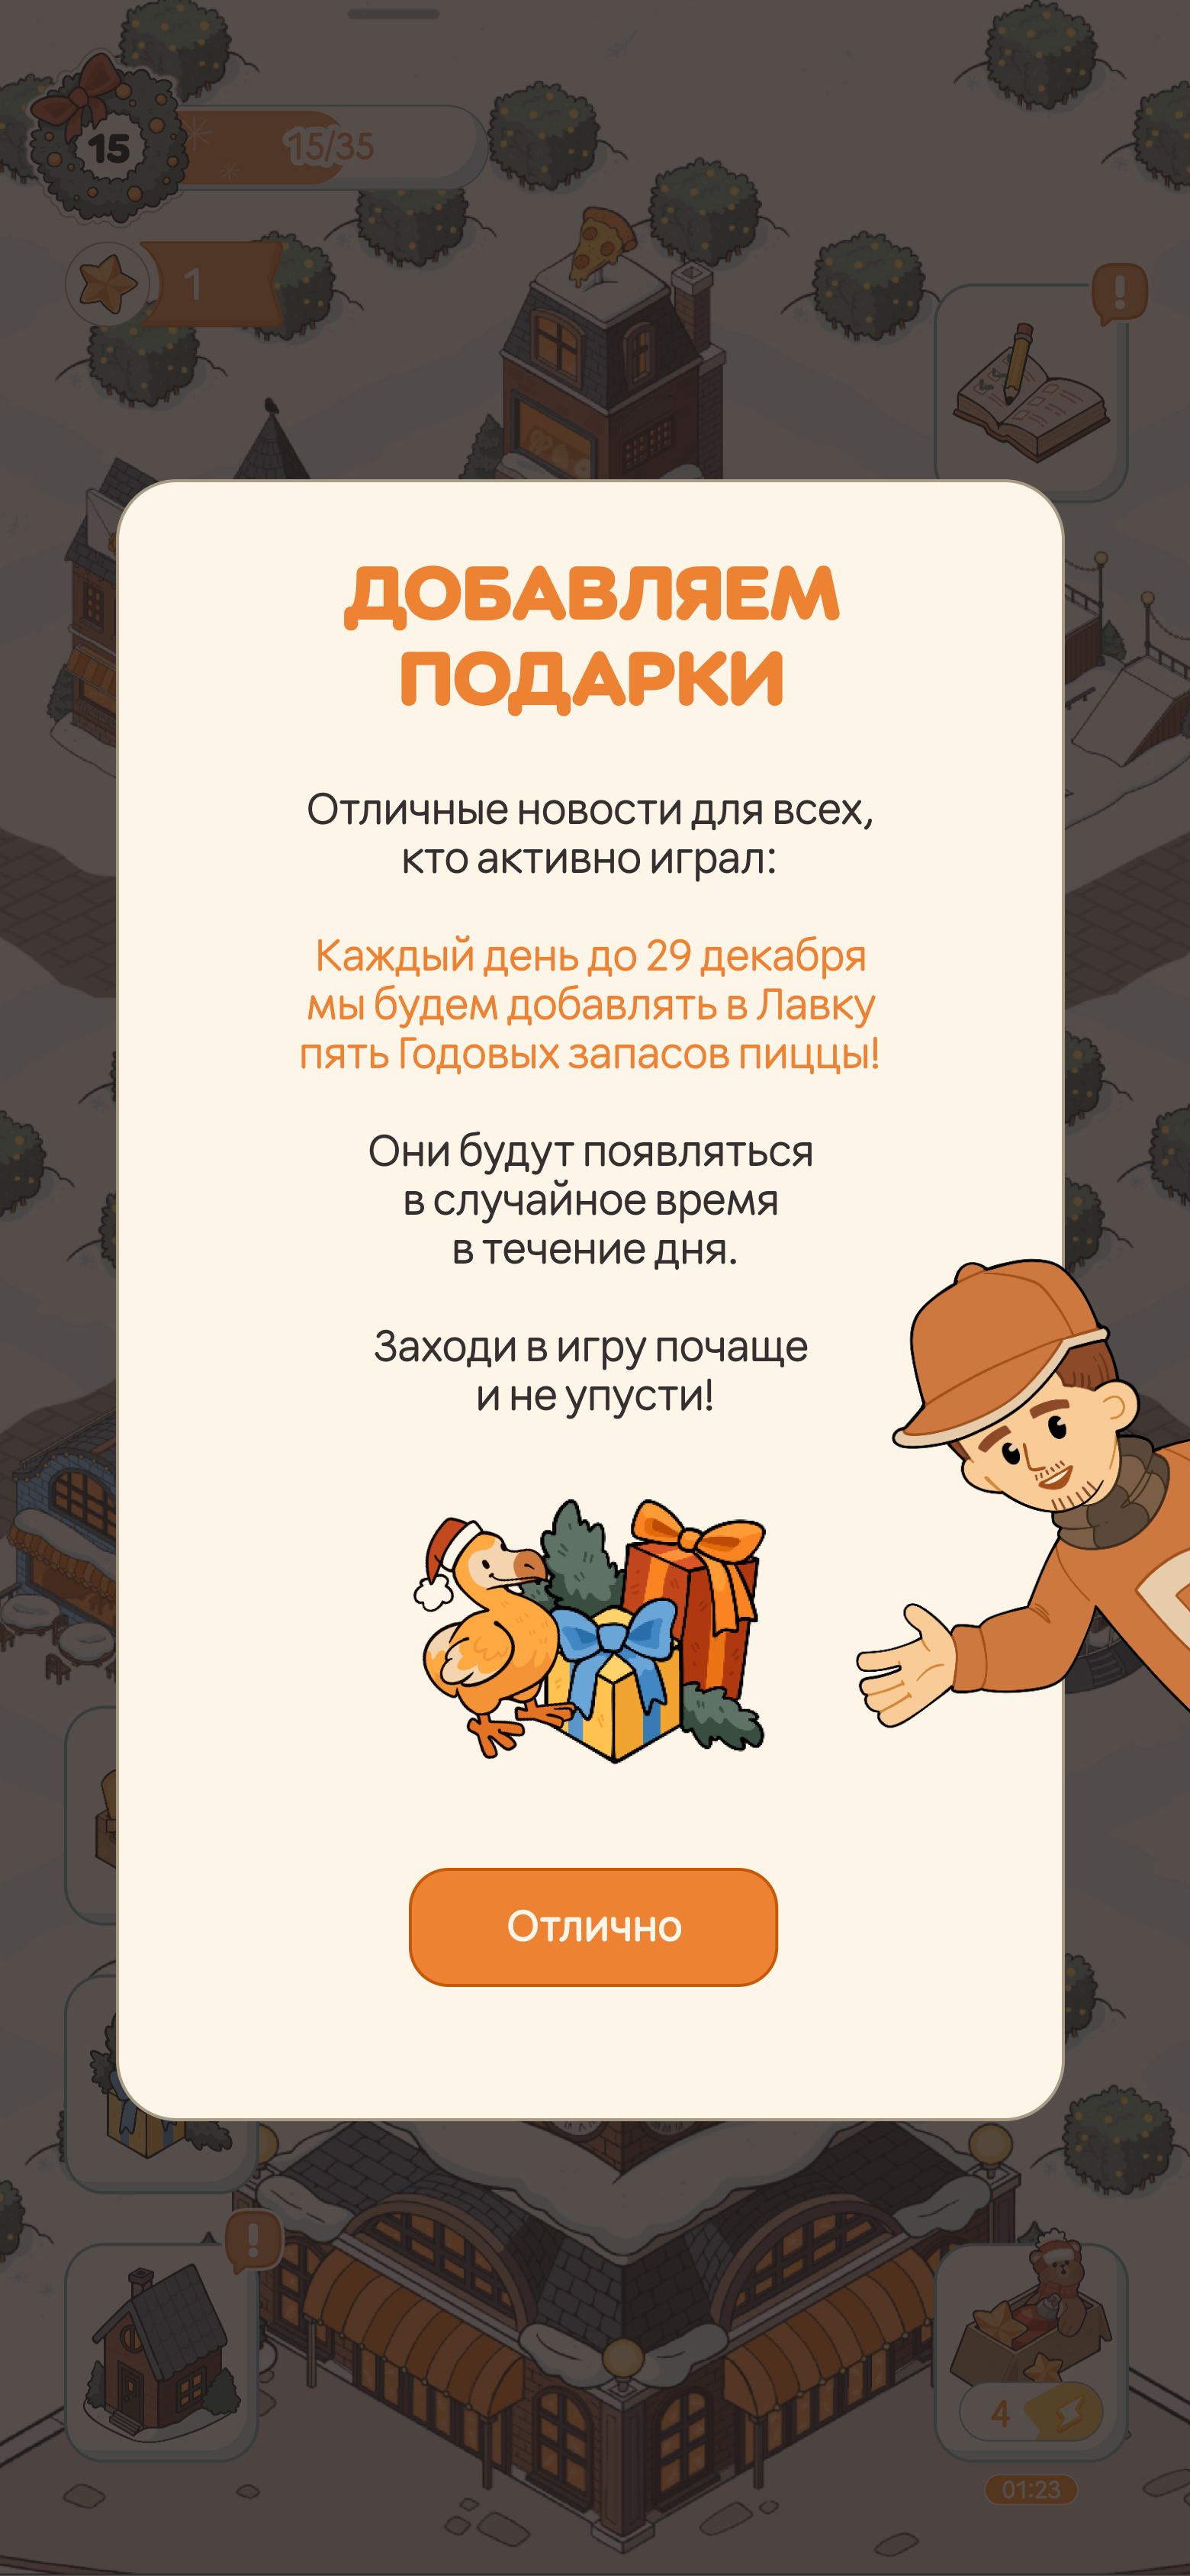 15
15/35
1
!
ДОБАВЛЯЕМ
ПОДАРКИ
Отличные новости для всех,
кто активно играл:
Каждый день до 29 декабря
мы будем добавлять в Лавку
пять Годовых запасов пиццы!
Они будут появляться
в случайное время
в течение дня.
Заходи в игру почаще
и не упусти!
Отлично
!
4
01:23